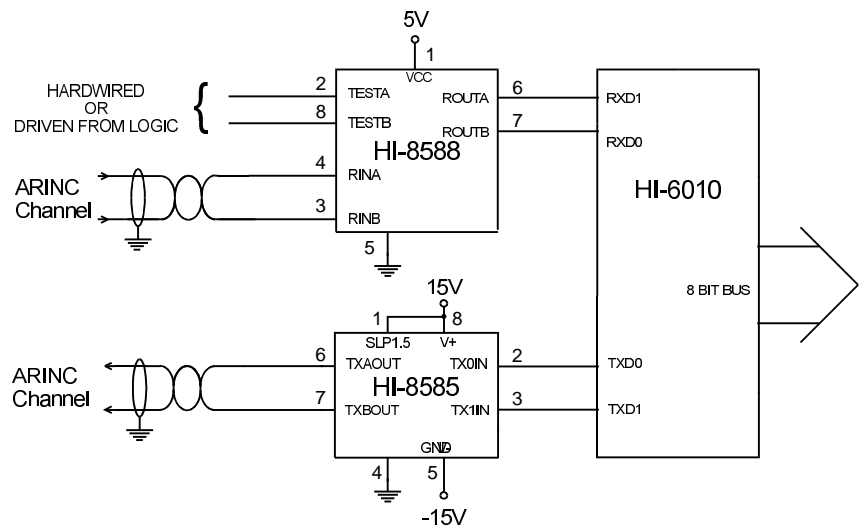 5V
1
VCC
HARDWIRED
OR
DRIVEN FROM LOGIC
2
TESTA
8
TESTB
ROUTA
6
ROUTB
7
HI-8588
4
RINA
3
RINB
5
ARINC
Channel
RXD1
RXD0
HI-6010
8 BIT BUS
TXD0
TXD1
15V
1
8
SLP1.5
V+
6
TXAOUT
TX0IN
2
HI-8585
7
TXBOUT
TX1IN
3
GND
V-
4
5
-15V
ARINC
Channel